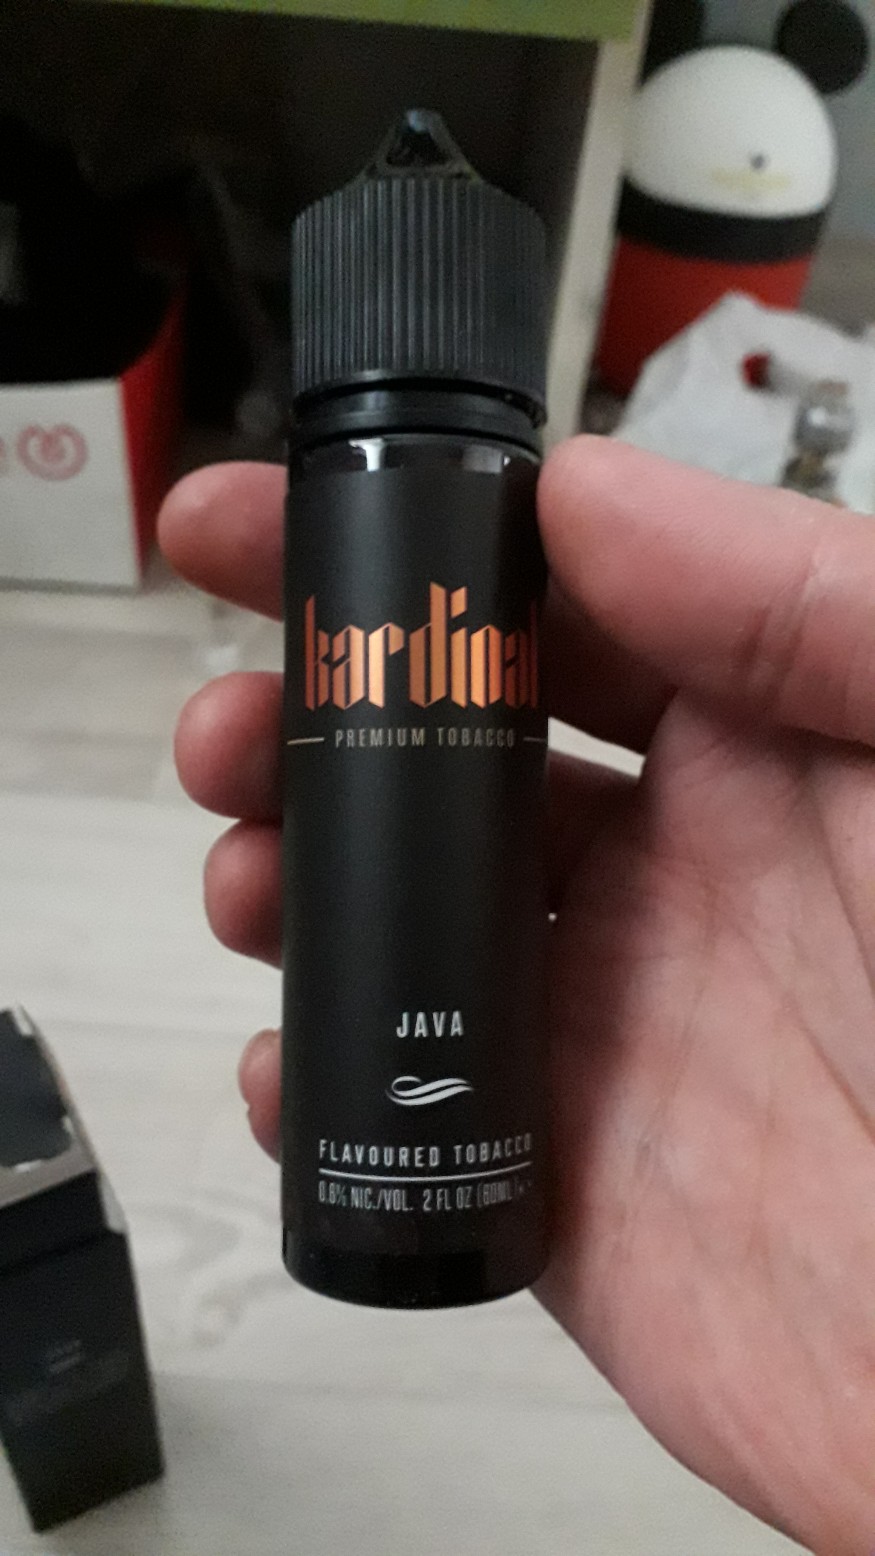 kardinal
PREMIUM TOBACCO
JAVA
FLAVOURED TOBACCO
0.6% NIC./VOL. 2 FL OZ (60ML)